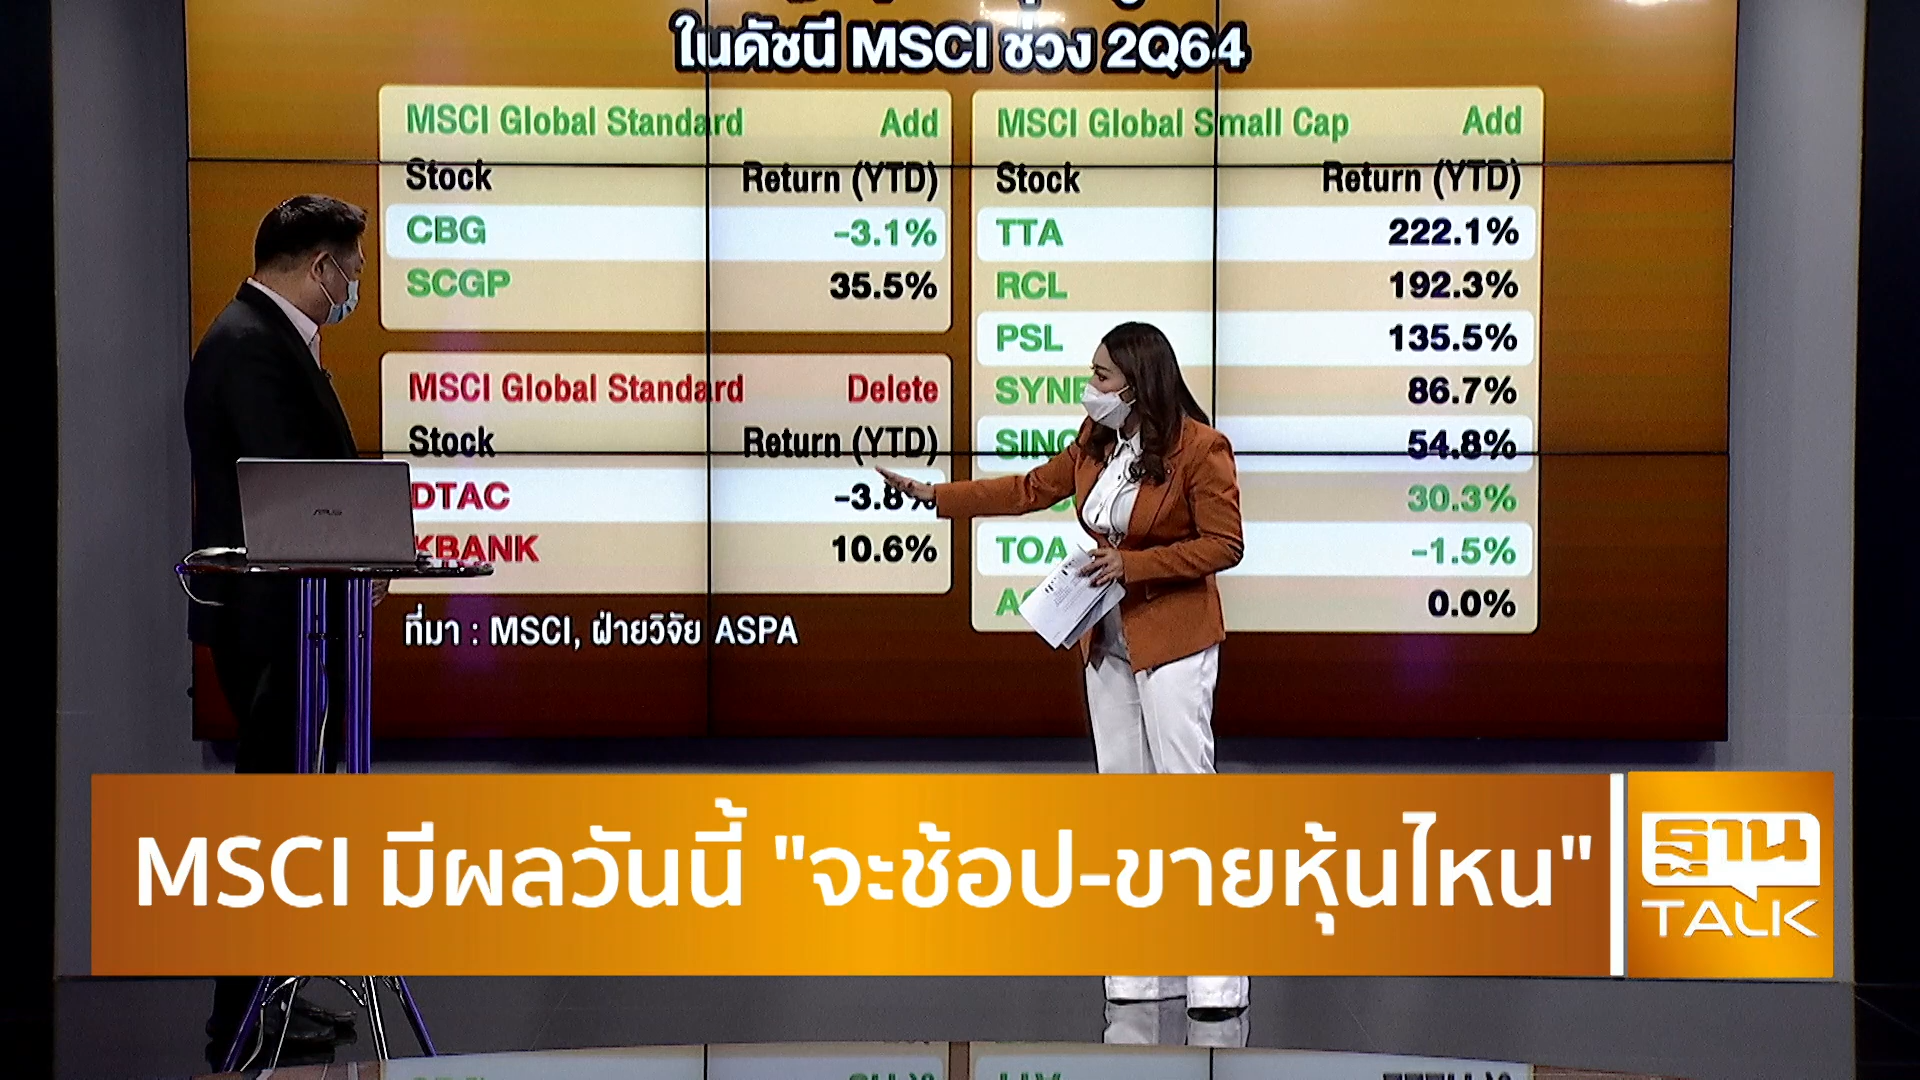 ในดัชนี MSCI ช่วง 2Q64
MSCI Global Standard Add
Stock Return (YTD)
CBG -3.1%
SCGP 35.5%
MSCI Global Standard Delete
Stock Return (YTD)
DTAC -3.8%
KBANK 10.6%
ที่มา : MSCI, ฝ่ายวิจัย ASPA
MSCI Global Small Cap Add
Stock Return (YTD)
TTA 222.1%
RCL 192.3%
PSL 135.5%
86.7%
54.8%
30.3%
TOA -1.5%
0.0%
ASUS
MSCI มีผลวันนี้ "จะช้อป-ขายหุ้นไหน"
ฐาน
TALK